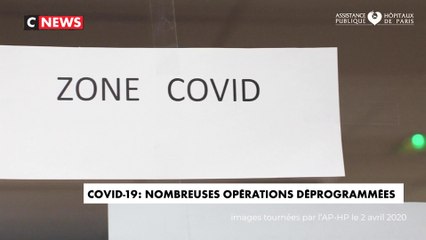 CNEWS
ASSISTANCE PUBLIQUE
HÔPITAUX DE PARIS
ZONE COVID
COVID-19: NOMBREUSES OPÉRATIONS DÉPROGRAMMÉES
images tournées par l'AP-HP le 2 avril 2020